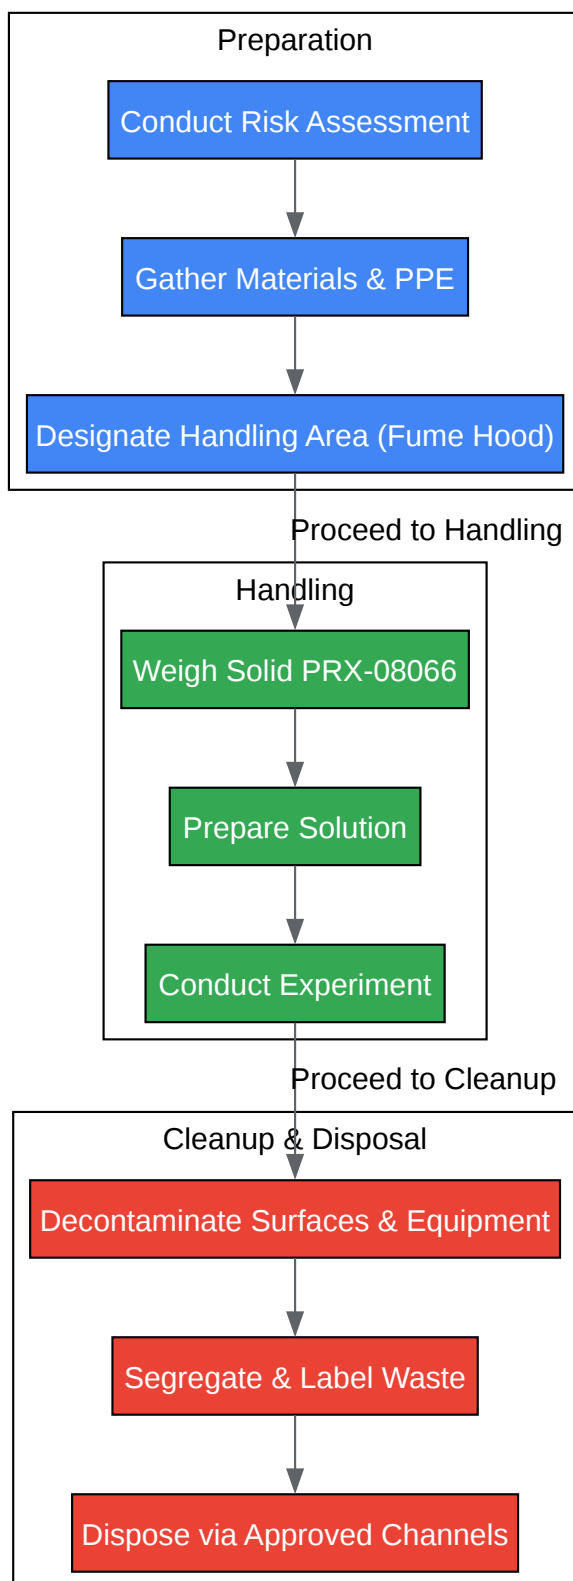 Preparation
Conduct Risk Assessment
Gather Materials & PPE
Designate Handling Area (Fume Hood)
Proceed to Handling
Handling
Weigh Solid PRX-08066
Prepare Solution
Conduct Experiment
Proceed to Cleanup
Cleanup & Disposal
Decontaminate Surfaces & Equipment
Segregate & Label Waste
Dispose via Approved Channels